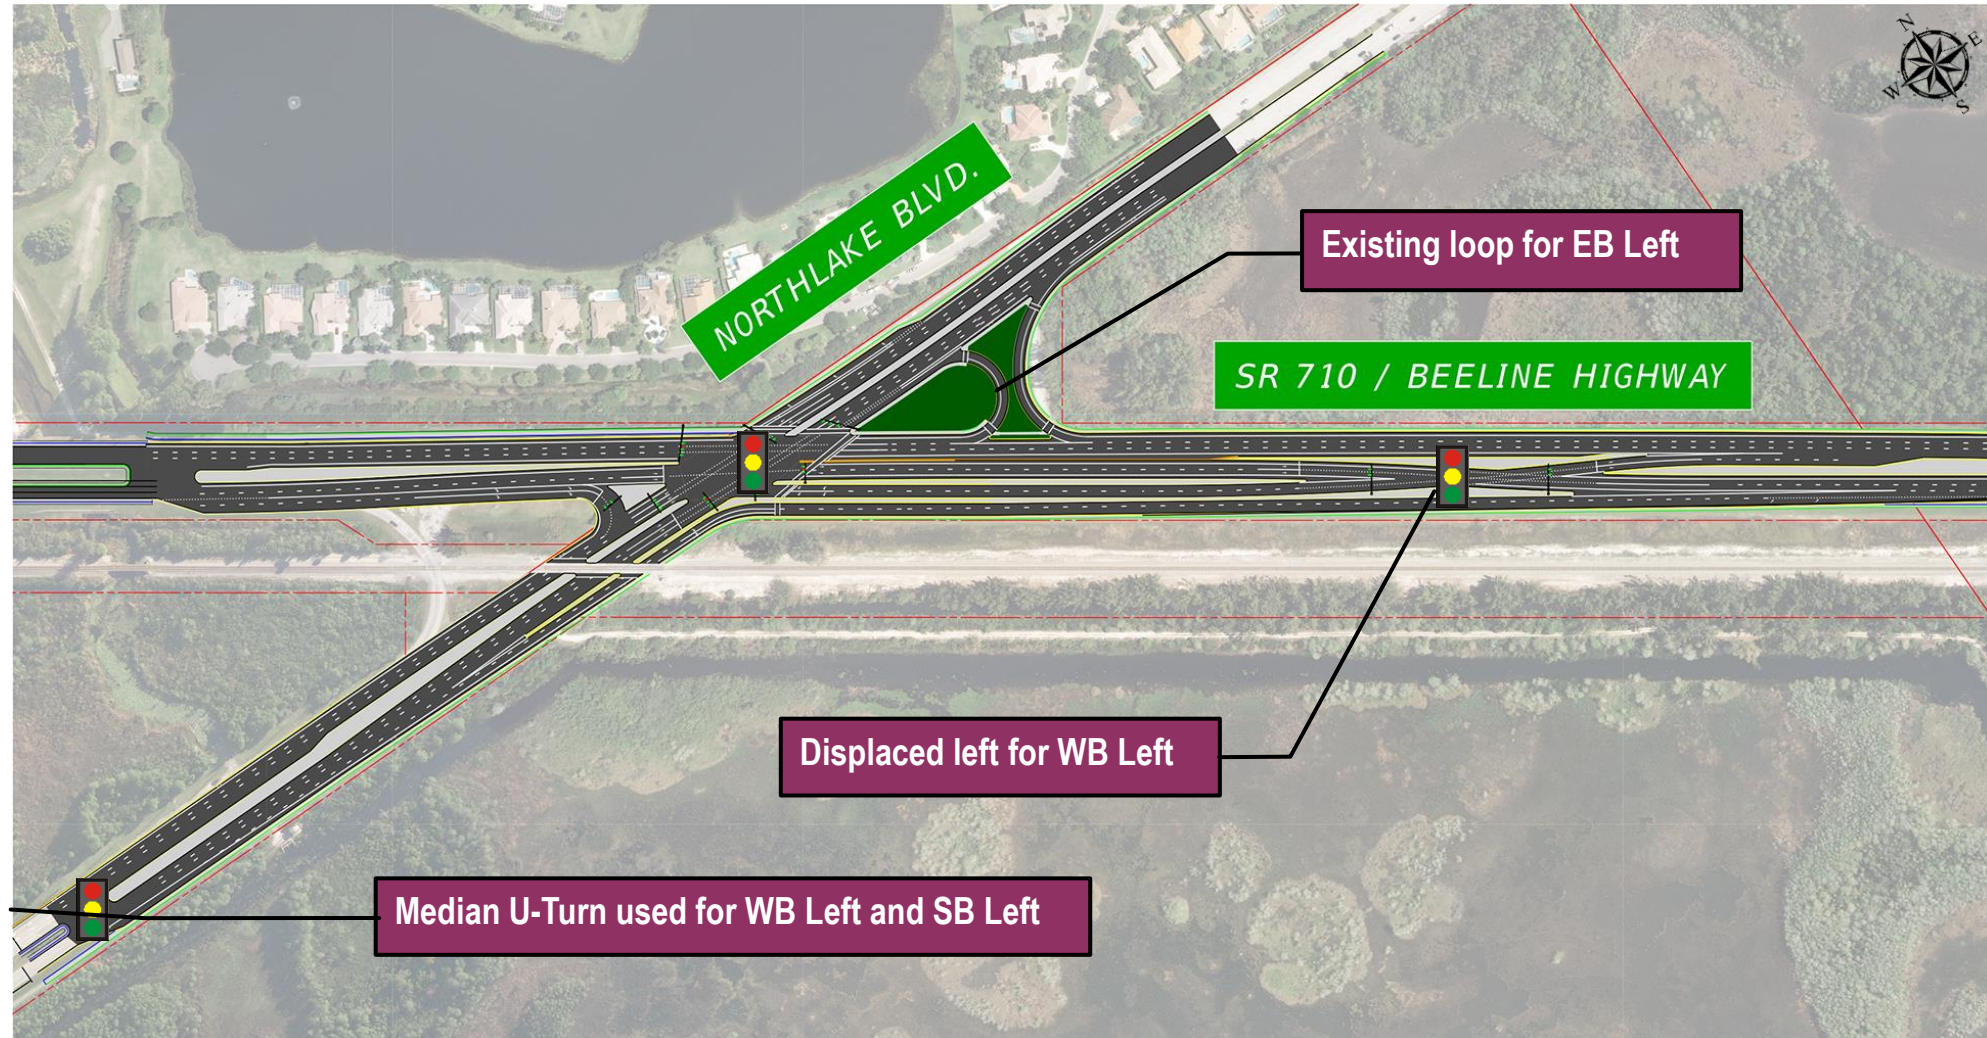 N
E
W
S
NORTHLAKE BLVD.
Existing loop for EB Left
SR 710 / BEELINE HIGHWAY
Displaced left for WB Left
Median U-Turn used for WB Left and SB Left